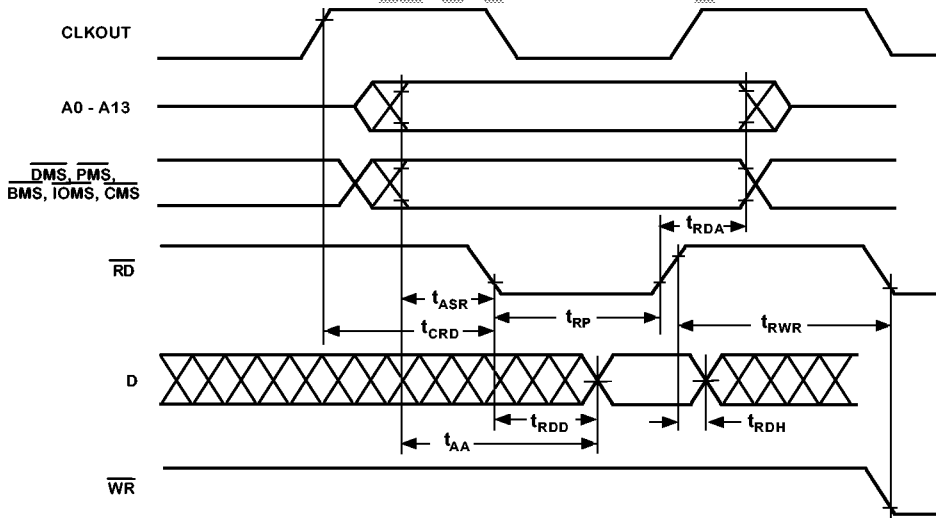 CLKOUT
A0 - A13
DMS, PMS,
BMS, IOMS, CMS
tRDA
RD
tASR
tRP
tCRD
tRWR
D
tRDD
tRDH
tAA
WR